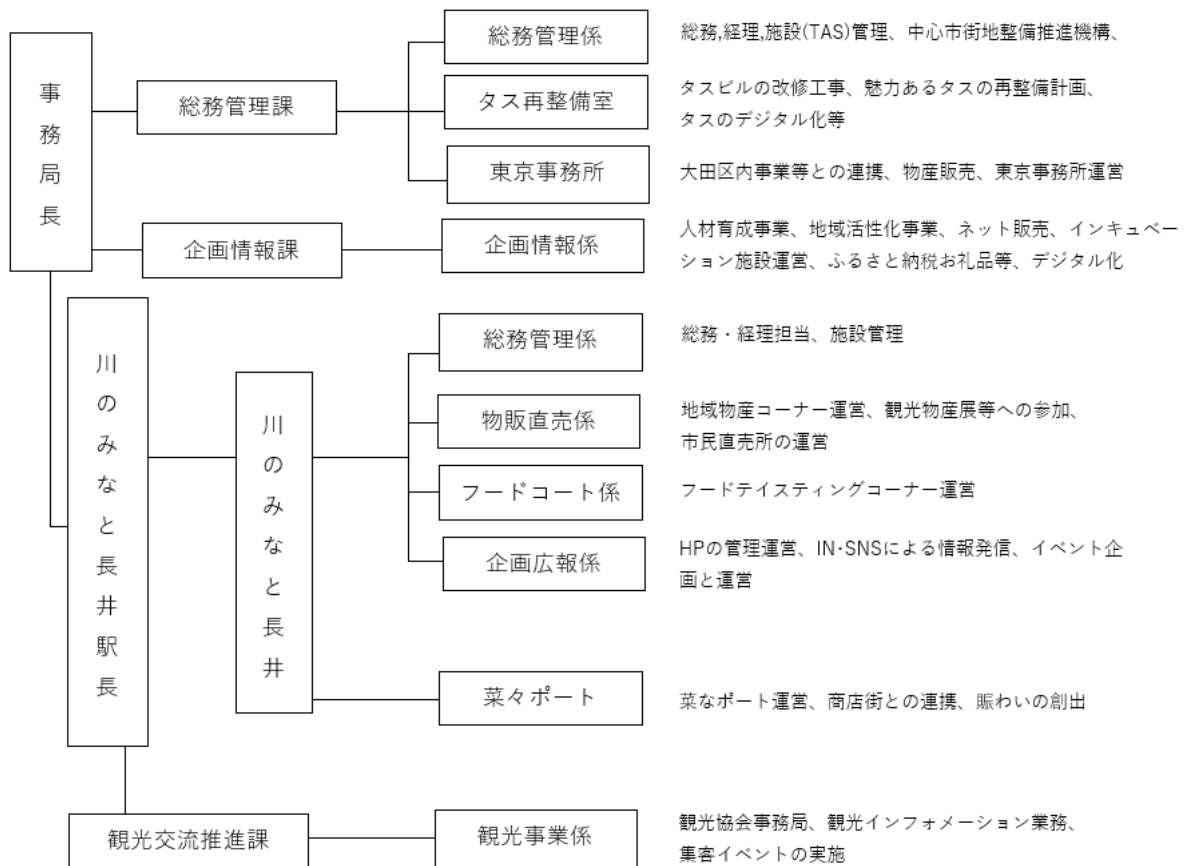 事務局長
総務管理課
総務管理係
総務,経理,施設(TAS)管理、中心市街地整備推進機構、
タス再整備室
タスビルの改修工事、魅力あるタスの再整備計画、
タスのデジタル化等
東京事務所
大田区内事業等との連携、物産販売、東京事務所運営
企画情報課
企画情報係
人材育成事業、地域活性化事業、ネット販売、インキュベー
ション施設運営、ふるさと納税お礼品等、デジタル化
川のみなと長井駅長
川のみなと長井
総務管理係
総務・経理担当、施設管理
物販直売係
地域物産コーナー運営、観光物産展等への参加、
市民直売所の運営
フードコート係
フードテイスティングコーナー運営
企画広報係
HPの管理運営、IN･SNSによる情報発信、イベント企
画と運営
菜々ポート
菜なポート運営、商店街との連携、賑わいの創出
観光交流推進課
観光事業係
観光協会事務局、観光インフォメーション業務、
集客イベントの実施